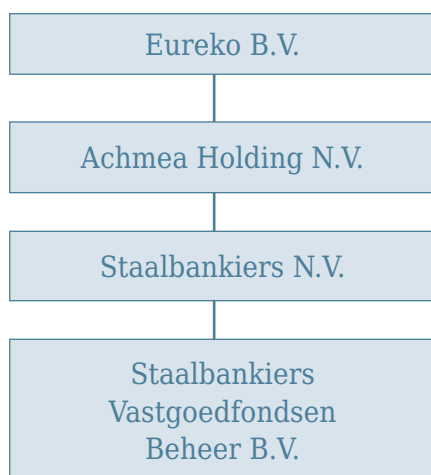 Eureko B.V.
Achmea Holding N.V.
Staalbankiers N.V.
Staalbankiers
Vastgoedfondsen
Beheer B.V.